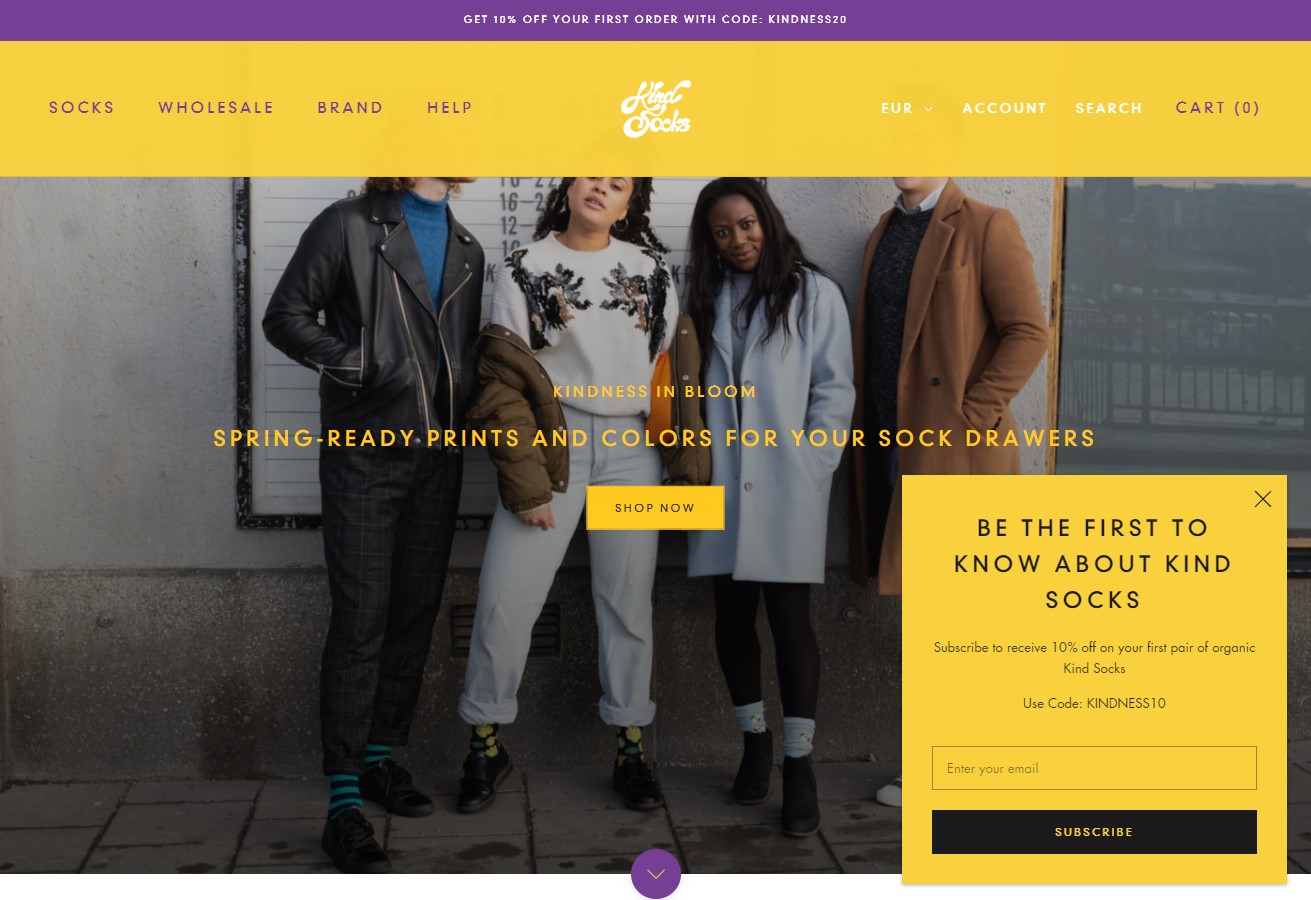 GET 10% OFF YOUR FIRST ORDER WITH CODE: KINDNESS20
SOCKS
WHOLESALE
BRAND
HELP
Kind Socks
EUR
ACCOUNT
SEARCH
CART (0)
KINDNESS IN BLOOM
SPRING-READY PRINTS AND COLORS FOR YOUR SOCK DRAWERS
SHOP NOW
BE THE FIRST TO
KNOW ABOUT KIND
SOCKS
Subscribe to receive 10% off on your first pair of organic
Kind Socks
Use Code: KINDNESS10
Enter your email
SUBSCRIBE